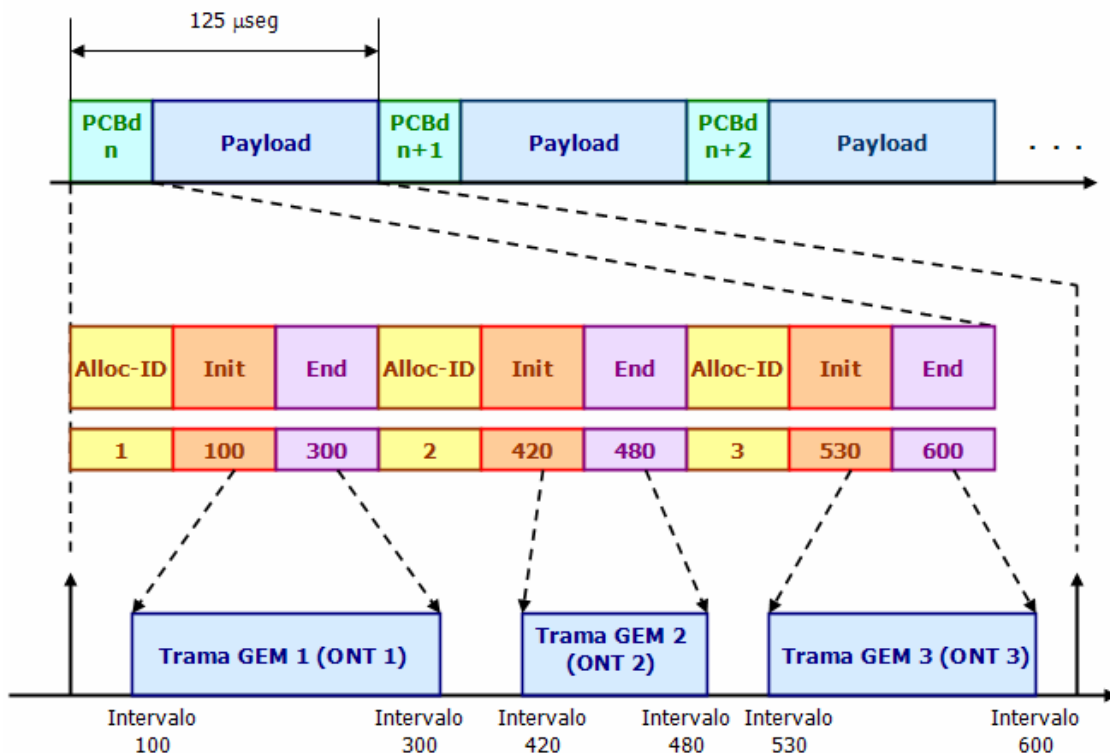 125 μseg
PCBd
n
Payload
PCBd
n+1
Payload
PCBd
n+2
Payload
. . .
Alloc-ID Init End Alloc-ID Init End Alloc-ID Init End
1 100 300 2 420 480 3 530 600
Trama GEM 1 (ONT 1)
Trama GEM 2
(ONT 2)
Trama GEM 3 (ONT 3)
Intervalo
100
Intervalo
300
Intervalo
420
Intervalo
480
Intervalo
530
Intervalo
600